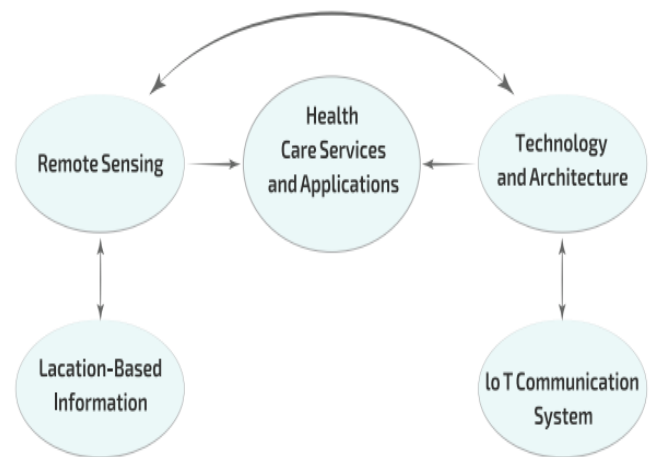 Health
Care Services
and Applications
Remote Sensing
Technology
and Architecture
Lacation-Based
Information
lo T Communication
System